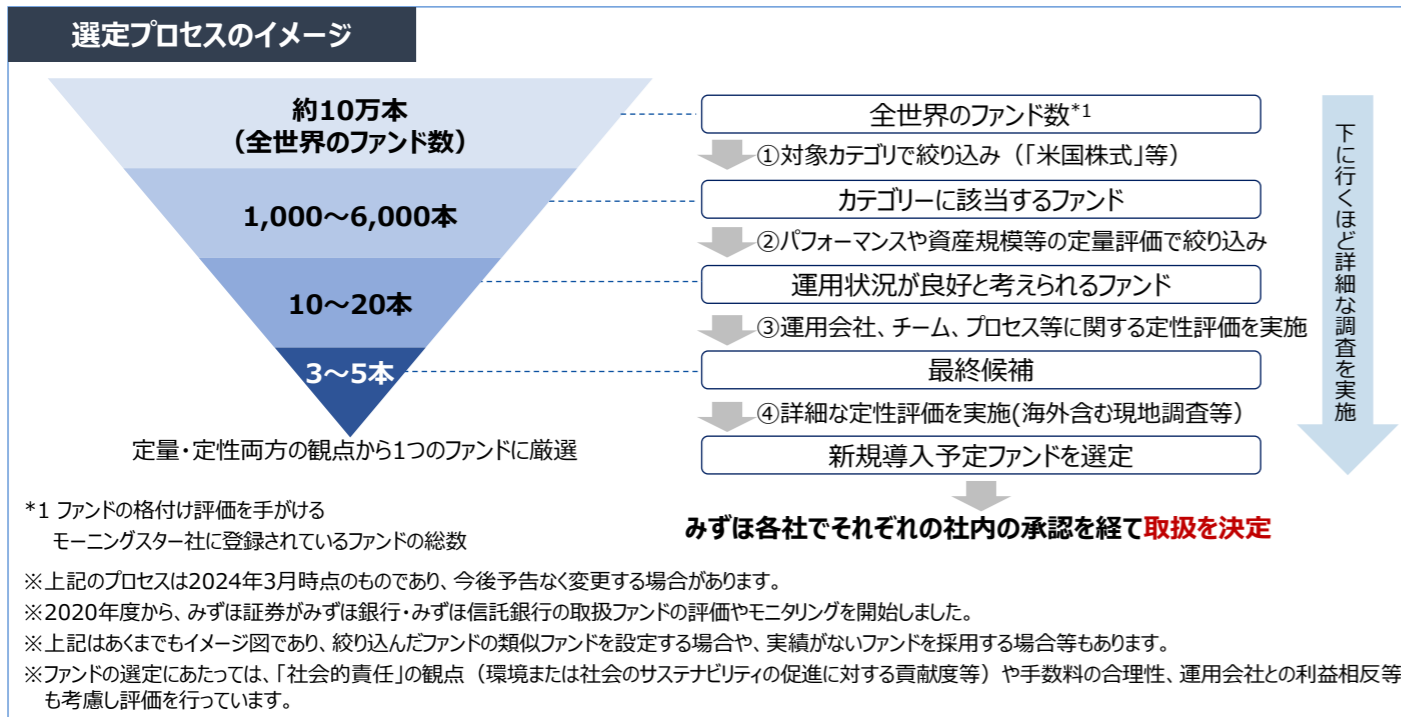 選定プロセスのイメージ
約10万本
（全世界のファンド数）
1,000～6,000本
10～20本
3～5本
定量・定性両方の観点から1つのファンドに厳選
全世界のファンド数*1
①対象カテゴリで絞り込み（「米国株式」等）
カテゴリーに該当するファンド
②パフォーマンスや資産規模等の定量評価で絞り込み
運用状況が良好と考えられるファンド
③運用会社、チーム、プロセス等に関する定性評価を実施
最終候補
④詳細な定性評価を実施(海外含む現地調査等）
新規導入予定ファンドを選定
みずほ各社でそれぞれの社内の承認を経て取扱を決定
下に行くほど詳細な調査を実施
*1 ファンドの格付け評価を手がける
モーニングスター社に登録されているファンドの総数
※上記のプロセスは2024年3月時点のものであり、今後予告なく変更する場合があります。
※2020年度から、みずほ証券がみずほ銀行・みずほ信託銀行の取扱ファンドの評価やモニタリングを開始しました。
※上記はあくまでもイメージ図であり、絞り込んだファンドの類似ファンドを設定する場合や、実績がないファンドを採用する場合等もあります。
※ファンドの選定にあたっては、「社会的責任」の観点（環境または社会のサステナビリティの促進に対する貢献度等）や手数料の合理性、運用会社との利益相反等
も考慮し評価を行っています。